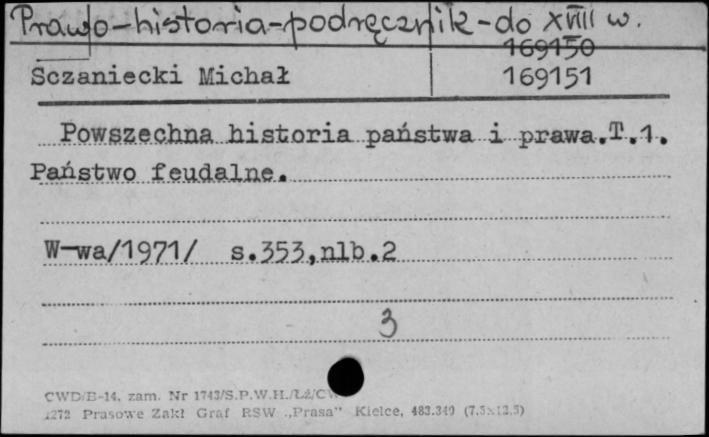 Prawo-historia-podręcznik-do XVIII w.
169150
Sczaniecki Michał 169151
Powszechna historia państwa i prawa.T.1.
Państwo feudalne.
W-wa/1971/ s.353,nlb.2
3
CWD/B-14, zam. Nr 1743/S.P.W.H./Łź/CW
1272 Prasowe Zakł Graf RSW „Prasa” Kielce, 483.349 (7,5x12,5)